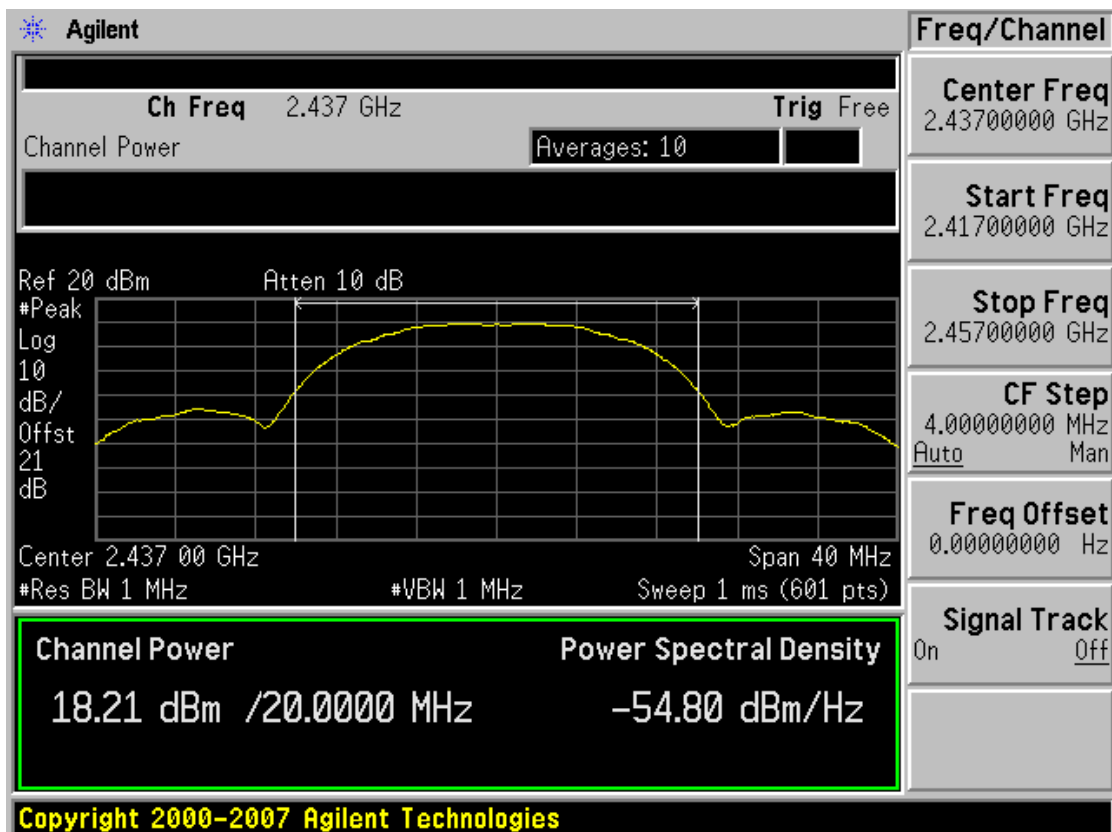 Agilent
Ch Freq 2.437 GHz Trig Free
Channel Power Averages: 10
Ref 20 dBm Atten 10 dB
#Peak
Log
10
dB/
Offst
21
dB
Center 2.437 00 GHz Span 40 MHz
#Res BW 1 MHz #VBW 1 MHz Sweep 1 ms (601 pts)
Channel Power Power Spectral Density
18.21 dBm /20.0000 MHz -54.80 dBm/Hz
Copyright 2000-2007 Agilent Technologies
Freq/Channel
Center Freq
2.43700000 GHz
Start Freq
2.41700000 GHz
Stop Freq
2.45700000 GHz
CF Step
4.00000000 MHz
Auto Man
Freq Offset
0.00000000 Hz
Signal Track
On Off